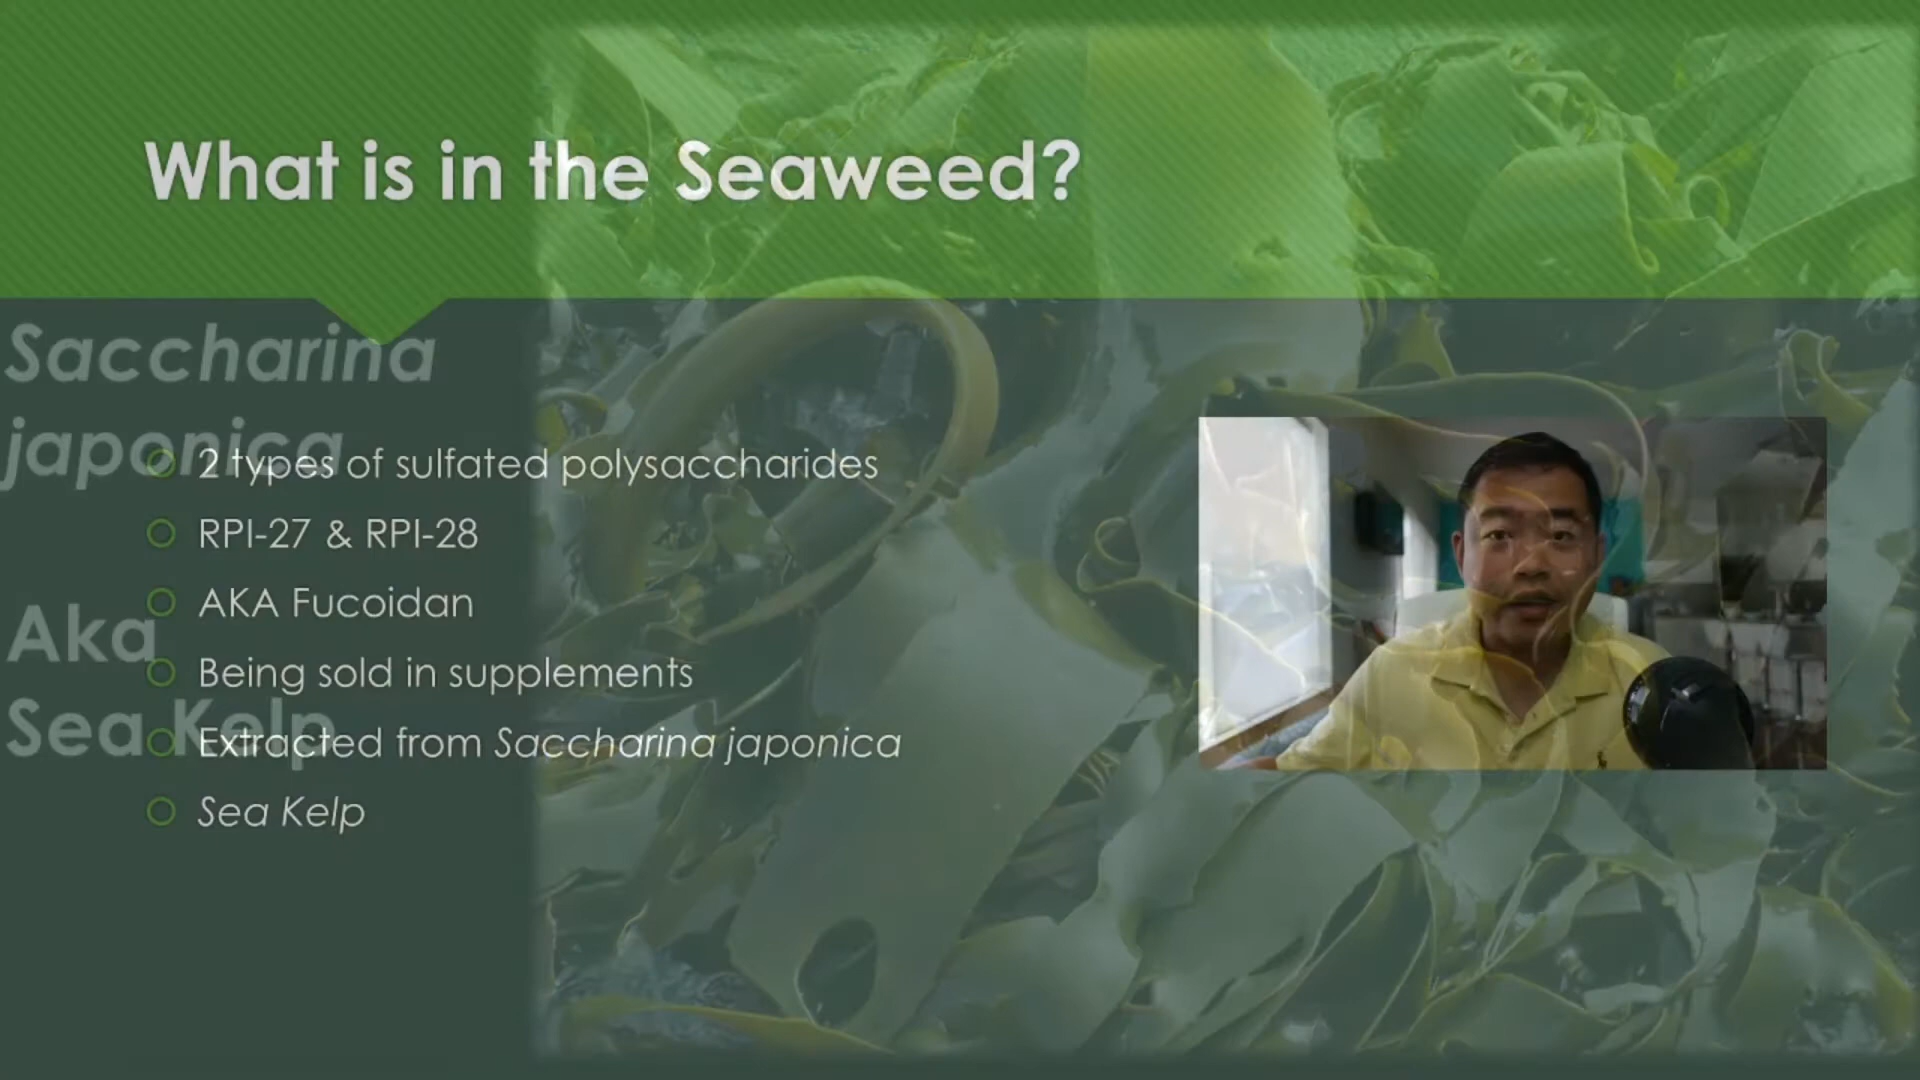 What is in the Seaweed?
Saccharina
japonica
2 types of sulfated polysaccharides
RPI-27 & RPI-28
AKA Fucoidan
Aka
Being sold in supplements
Sea Kelp
Extracted from Saccharina japonica
Sea Kelp